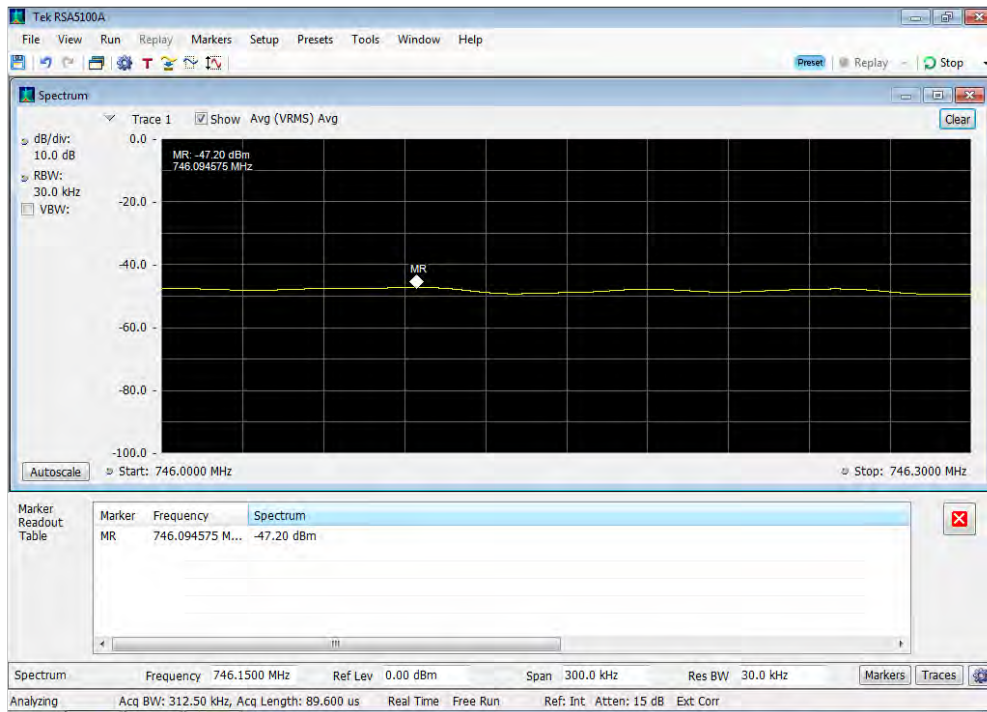 Tek RSA5100A
File View Run Replay Markers Setup Presets Tools Window Help
T Preset Replay Stop
Spectrum
Trace 1 Show Avg (VRMS) Avg Clear
dB/div:
10.0 dB
RBW:
30.0 kHz
VBW:
0.0
-20.0
-40.0
-60.0
-80.0
-100.0
MR: -47.20 dBm
746.094575 MHz
MR
Autoscale Start: 746.0000 MHz Stop: 746.3000 MHz
Marker
Readout
Table
Marker Frequency Spectrum
MR 746.094575 M... -47.20 dBm
Spectrum Frequency 746.1500 MHz Ref Lev 0.00 dBm Span 300.0 kHz Res BW 30.0 kHz Markers Traces
Analyzing Acq BW: 312.50 kHz, Acq Length: 89.600 us Real Time Free Run Ref: Int Atten: 15 dB Ext Corr